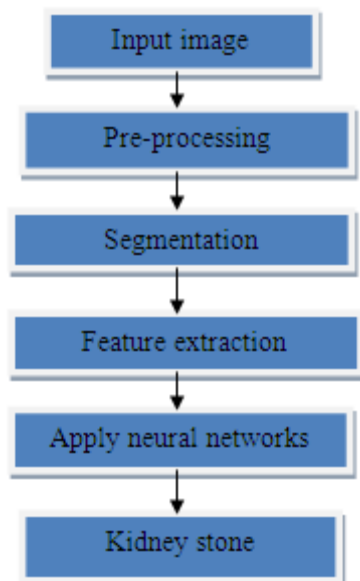 Input image
Pre-processing
Segmentation
Feature extraction
Apply neural networks
Kidney stone